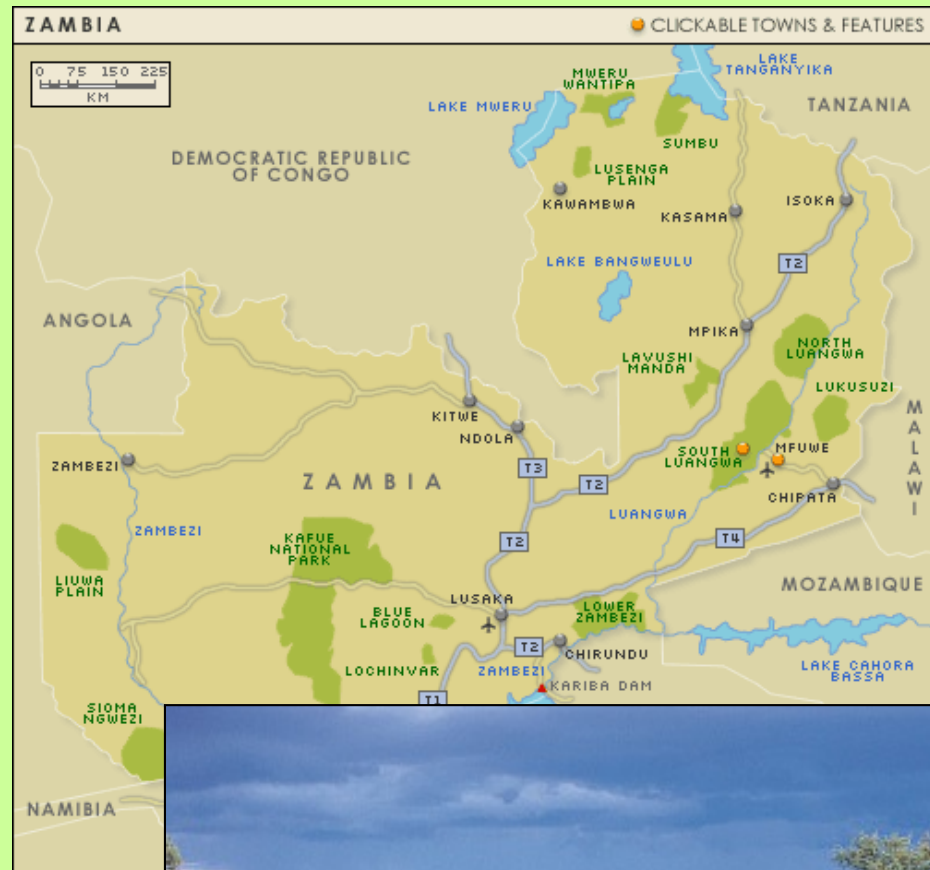 ZAMBIA
CLICKABLE TOWNS & FEATURES
0 75 150 225
KM
LAKE
TANGANYIKA
MWERU
WANTIPA
LAKE MWERU
TANZANIA
SUMBU
DEMOCRATIC REPUBLIC
OF CONGO
LUSENGA
PLAIN
KAWAMBWA
KASAMA
ISOKA
LAKE BANGWEULU
T2
ANGOLA
MPIKA
NORTH
LUANGWA
LAVUSHI
MANDA
LUKUSUZI
KITWE
NDOLA
MALAWI
SOUTH
LUANGWA
MFUWE
ZAMBEZI
T3
ZAMBIA
T2
CHIPATA
LUANGWA
ZAMBEZI
KAFUE
NATIONAL
PARK
T2
T4
LIUWA
PLAIN
MOZAMBIQUE
LUSAKA
BLUE
LAGOON
LOWER
ZAMBEZI
T2
CHIRUNDU
LOCHINVAR
ZAMBEZI
LAKE CAHORA
BASSA
KARIBA DAM
T1
SIOMA
NGWEZI
NAMIBIA